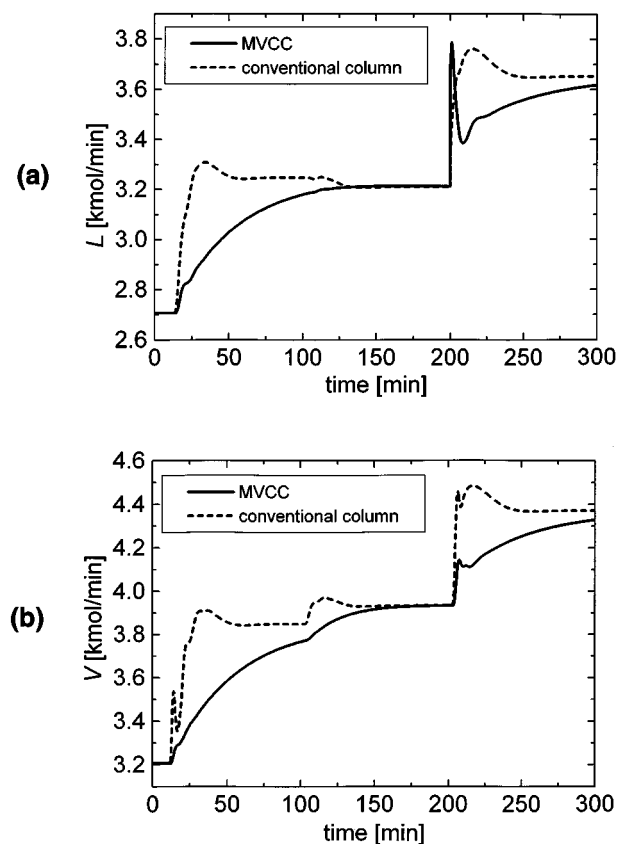 (a)
L [kmol/min]
3.8
3.6
3.4
3.2
3.0
2.8
2.6
MVCC
conventional column
0 50 100 150 200 250 300
time [min]
(b)
V [kmol/min]
4.6
4.4
4.2
4.0
3.8
3.6
3.4
3.2
MVCC
conventional column
0 50 100 150 200 250 300
time [min]